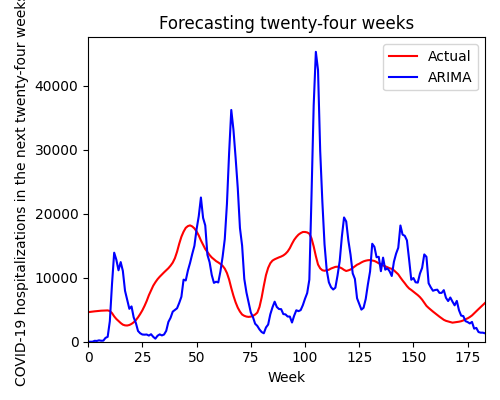 Forecasting twenty-four weeks
COVID-19 hospitalizations in the next twenty-four weeks
40000
30000
20000
10000
0
Actual
ARIMA
0 25 50 75 100 125 150 175
Week